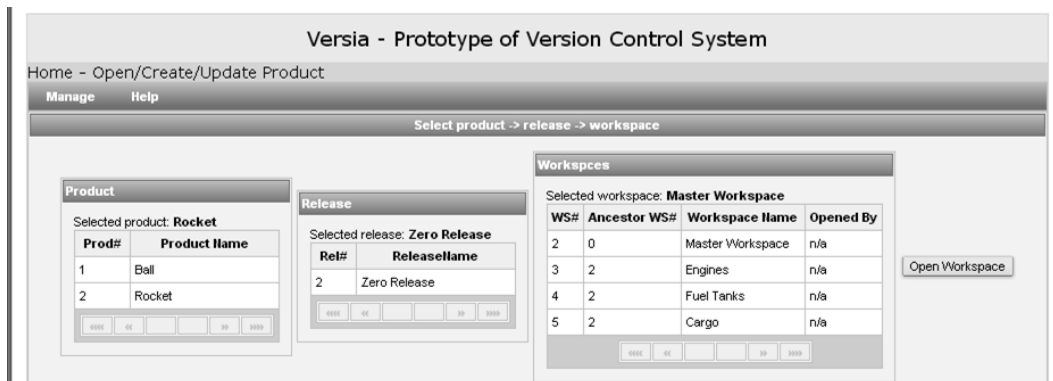 Versia - Prototype of Version Control System
Home - Open/Create/Update Product
Manage Help
Select product -> release -> workspace
Product
Selected product: Rocket
Prod# Product Name
1 Ball
2 Rocket
«« « » »»
Release
Selected release: Zero Release
Rel# ReleaseName
2 Zero Release
«« « » »»
Workspces
Selected workspace: Master Workspace
WS# Ancestor WS# Workspace Name Opened By
2 0 Master Workspace n/a
3 2 Engines n/a
4 2 Fuel Tanks n/a
5 2 Cargo n/a
«« « » »»
Open Workspace